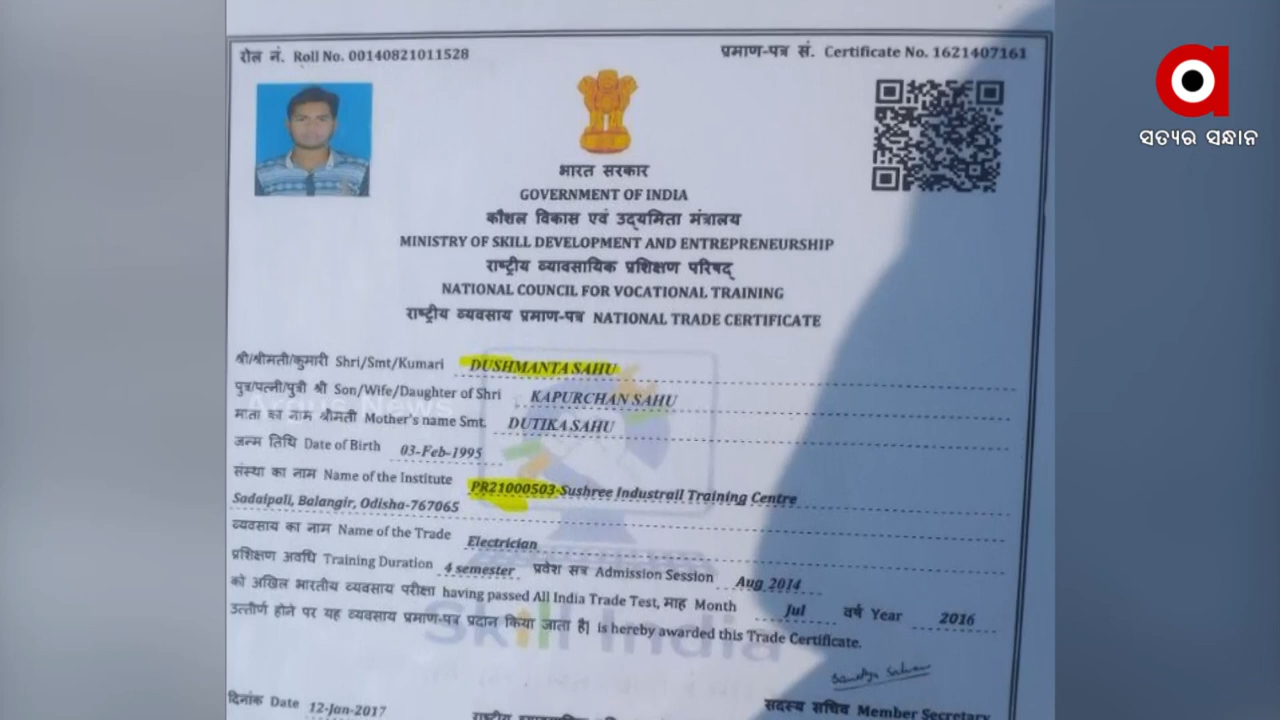 रोल नं. Roll No. 00140821011528
प्रमाण-पत्र सं. Certificate No. 1621407161
ସତ୍ୟର ସନ୍ଧାନ
भारत सरकार
GOVERNMENT OF INDIA
कौशल विकास एवं उद्यमिता मंत्रालय
MINISTRY OF SKILL DEVELOPMENT AND ENTREPRENEURSHIP
राष्ट्रीय व्यावसायिक प्रशिक्षण परिषद्
NATIONAL COUNCIL FOR VOCATIONAL TRAINING
राष्ट्रीय व्यवसाय प्रमाण-पत्र NATIONAL TRADE CERTIFICATE
श्री/श्रीमती/कुमारी Shri/Smt/Kumari DUSHMANTA SAHU
पुत्र/पत्नी/पुत्री श्री Son/Wife/Daughter of Shri KAPURCHAN SAHU
Argus News
माता का नाम श्रीमती Mother's name Smt. DUTIKA SAHU
जन्म तिथि Date of Birth 03-Feb-1995
संस्था का नाम Name of the Institute PR21000503-Sushree Industrail Training Centre
Sadaipali, Balangir, Odisha-767065
व्यवसाय का नाम Name of the Trade Electrician
प्रशिक्षण अवधि Training Duration 4 semester प्रवेश सत्र Admission Session Aug 2014
को अखिल भारतीय व्यवसाय परीक्षा having passed All India Trade Test, माह Month Jul वर्ष Year 2016
उत्तीर्ण होने पर यह व्यवसाय प्रमाण-पत्र प्रदान किया जाता है| is hereby awarded this Trade Certificate.
Skill India
दिनांक Date 12-Jan-2017
सदस्य सचिव Member Secretary